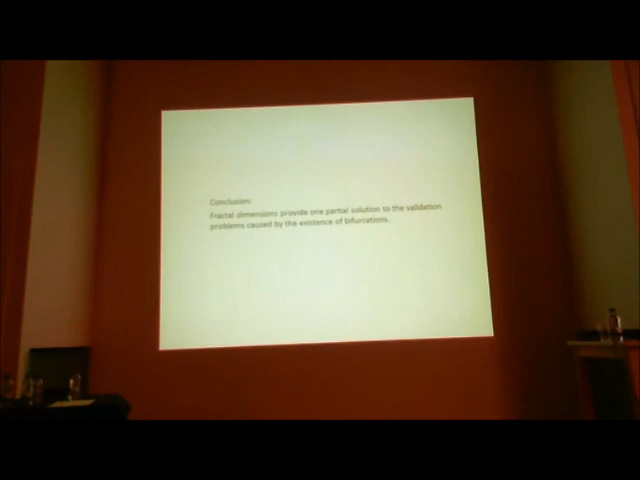 Conclusion:
Fractal dimensions provide one partial solution to the validation
problems caused by the existence of bifurcations.